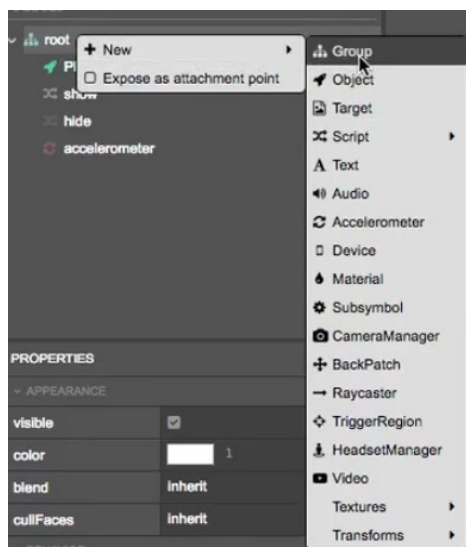 root
New
Expose as attachment point
show
hide
accelerometer
Group
Object
Target
Script
Text
Audio
Accelerometer
Device
Material
Subsymbol
CameraManager
BackPatch
Raycaster
TriggerRegion
HeadsetManager
Video
Textures
Transforms
PROPERTIES
APPEARANCE
visible
color 1
blend inherit
cullFaces inherit